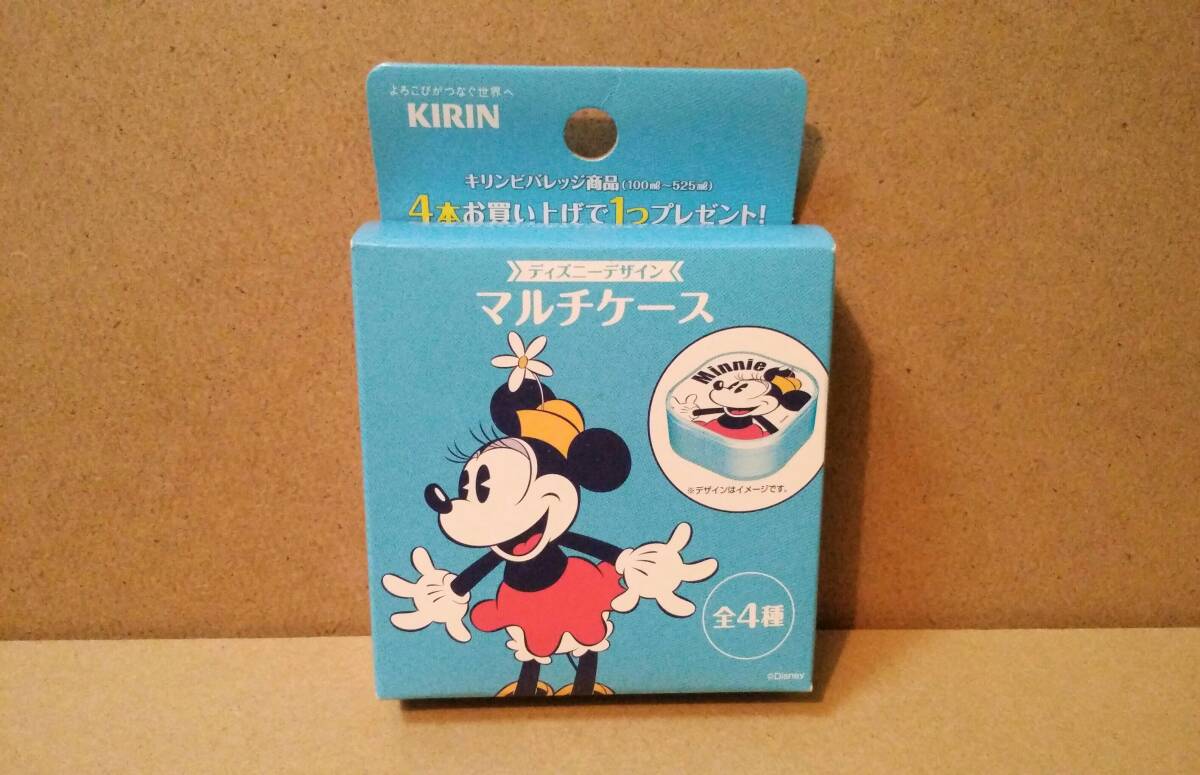 よろこびがつなぐ世界へ
KIRIN
キリンビバレッジ商品(100㎖~525㎖)
4本お買い上げで1つプレゼント!
ディズニーデザイン
マルチケース
Minnie
※デザインはイメージです。
全4種
©Disney